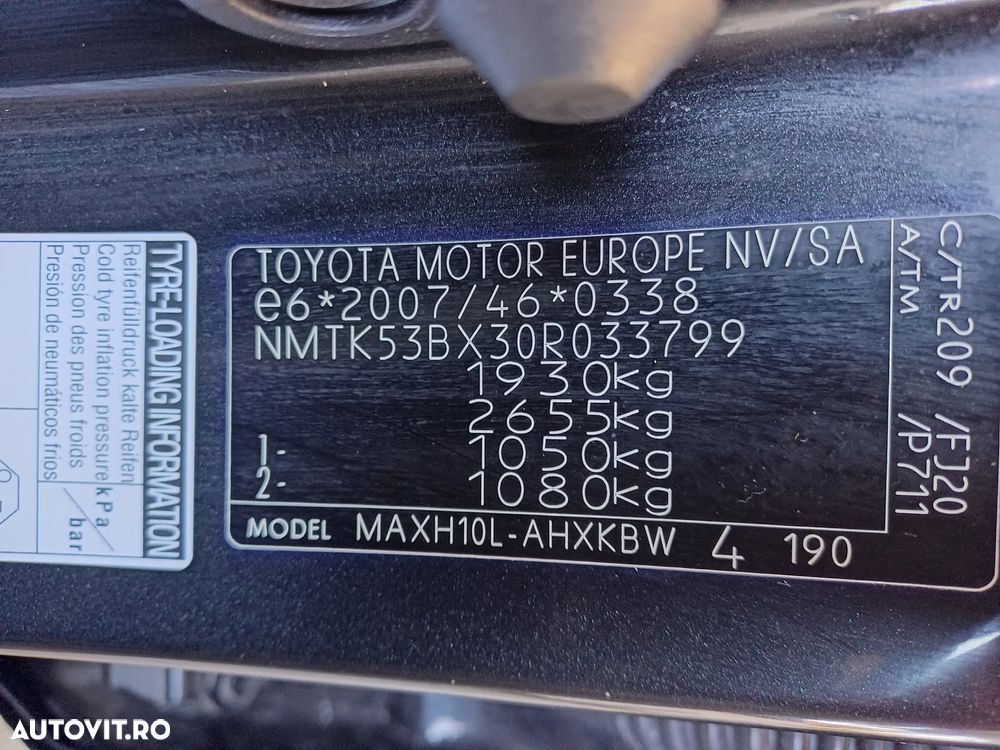 TOYOTA MOTOR EUROPE NV/SA
e6*2007/46*0338
NMTK53BX30R033799
1930kg
2655kg
1- 1050kg
2- 1080kg
MODEL MAXH10L-AHXKBW 4 190
C/TR209 /FJ20
A/TM /P711
TYRE-LOADING INFORMATION
Reifenfülldruck kalte Reifen
Cold tyre inflation pressure
Pression des pneus froids
Presión de neumáticos fríos
kPa/bar
AUTOVIT.RO